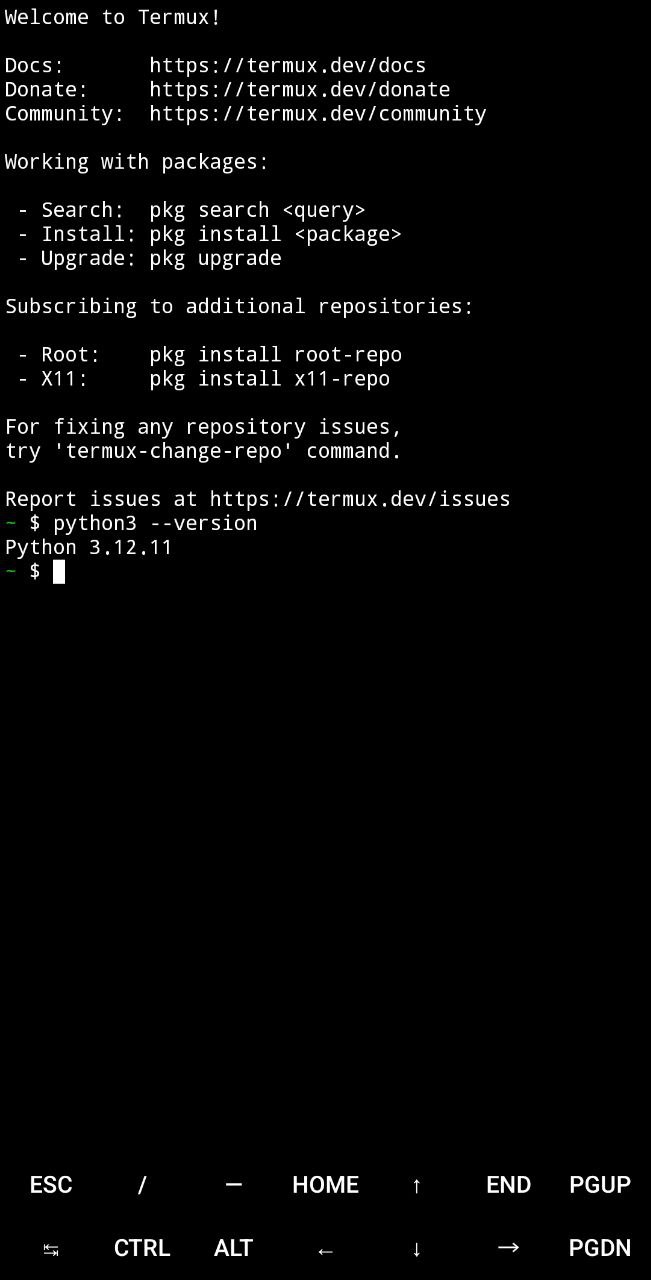 Welcome to Termux!
Docs:       https://termux.dev/docs
Donate:     https://termux.dev/donate
Community:  https://termux.dev/community
Working with packages:
 - Search:  pkg search <query>
 - Install: pkg install <package>
 - Upgrade: pkg upgrade
Subscribing to additional repositories:
 - Root:    pkg install root-repo
 - X11:     pkg install x11-repo
For fixing any repository issues,
try 'termux-change-repo' command.
Report issues at https://termux.dev/issues
~ $ python3 --version
Python 3.12.11
~ $
ESC / — HOME ↑ END PGUP
↹ CTRL ALT ← ↓ → PGDN